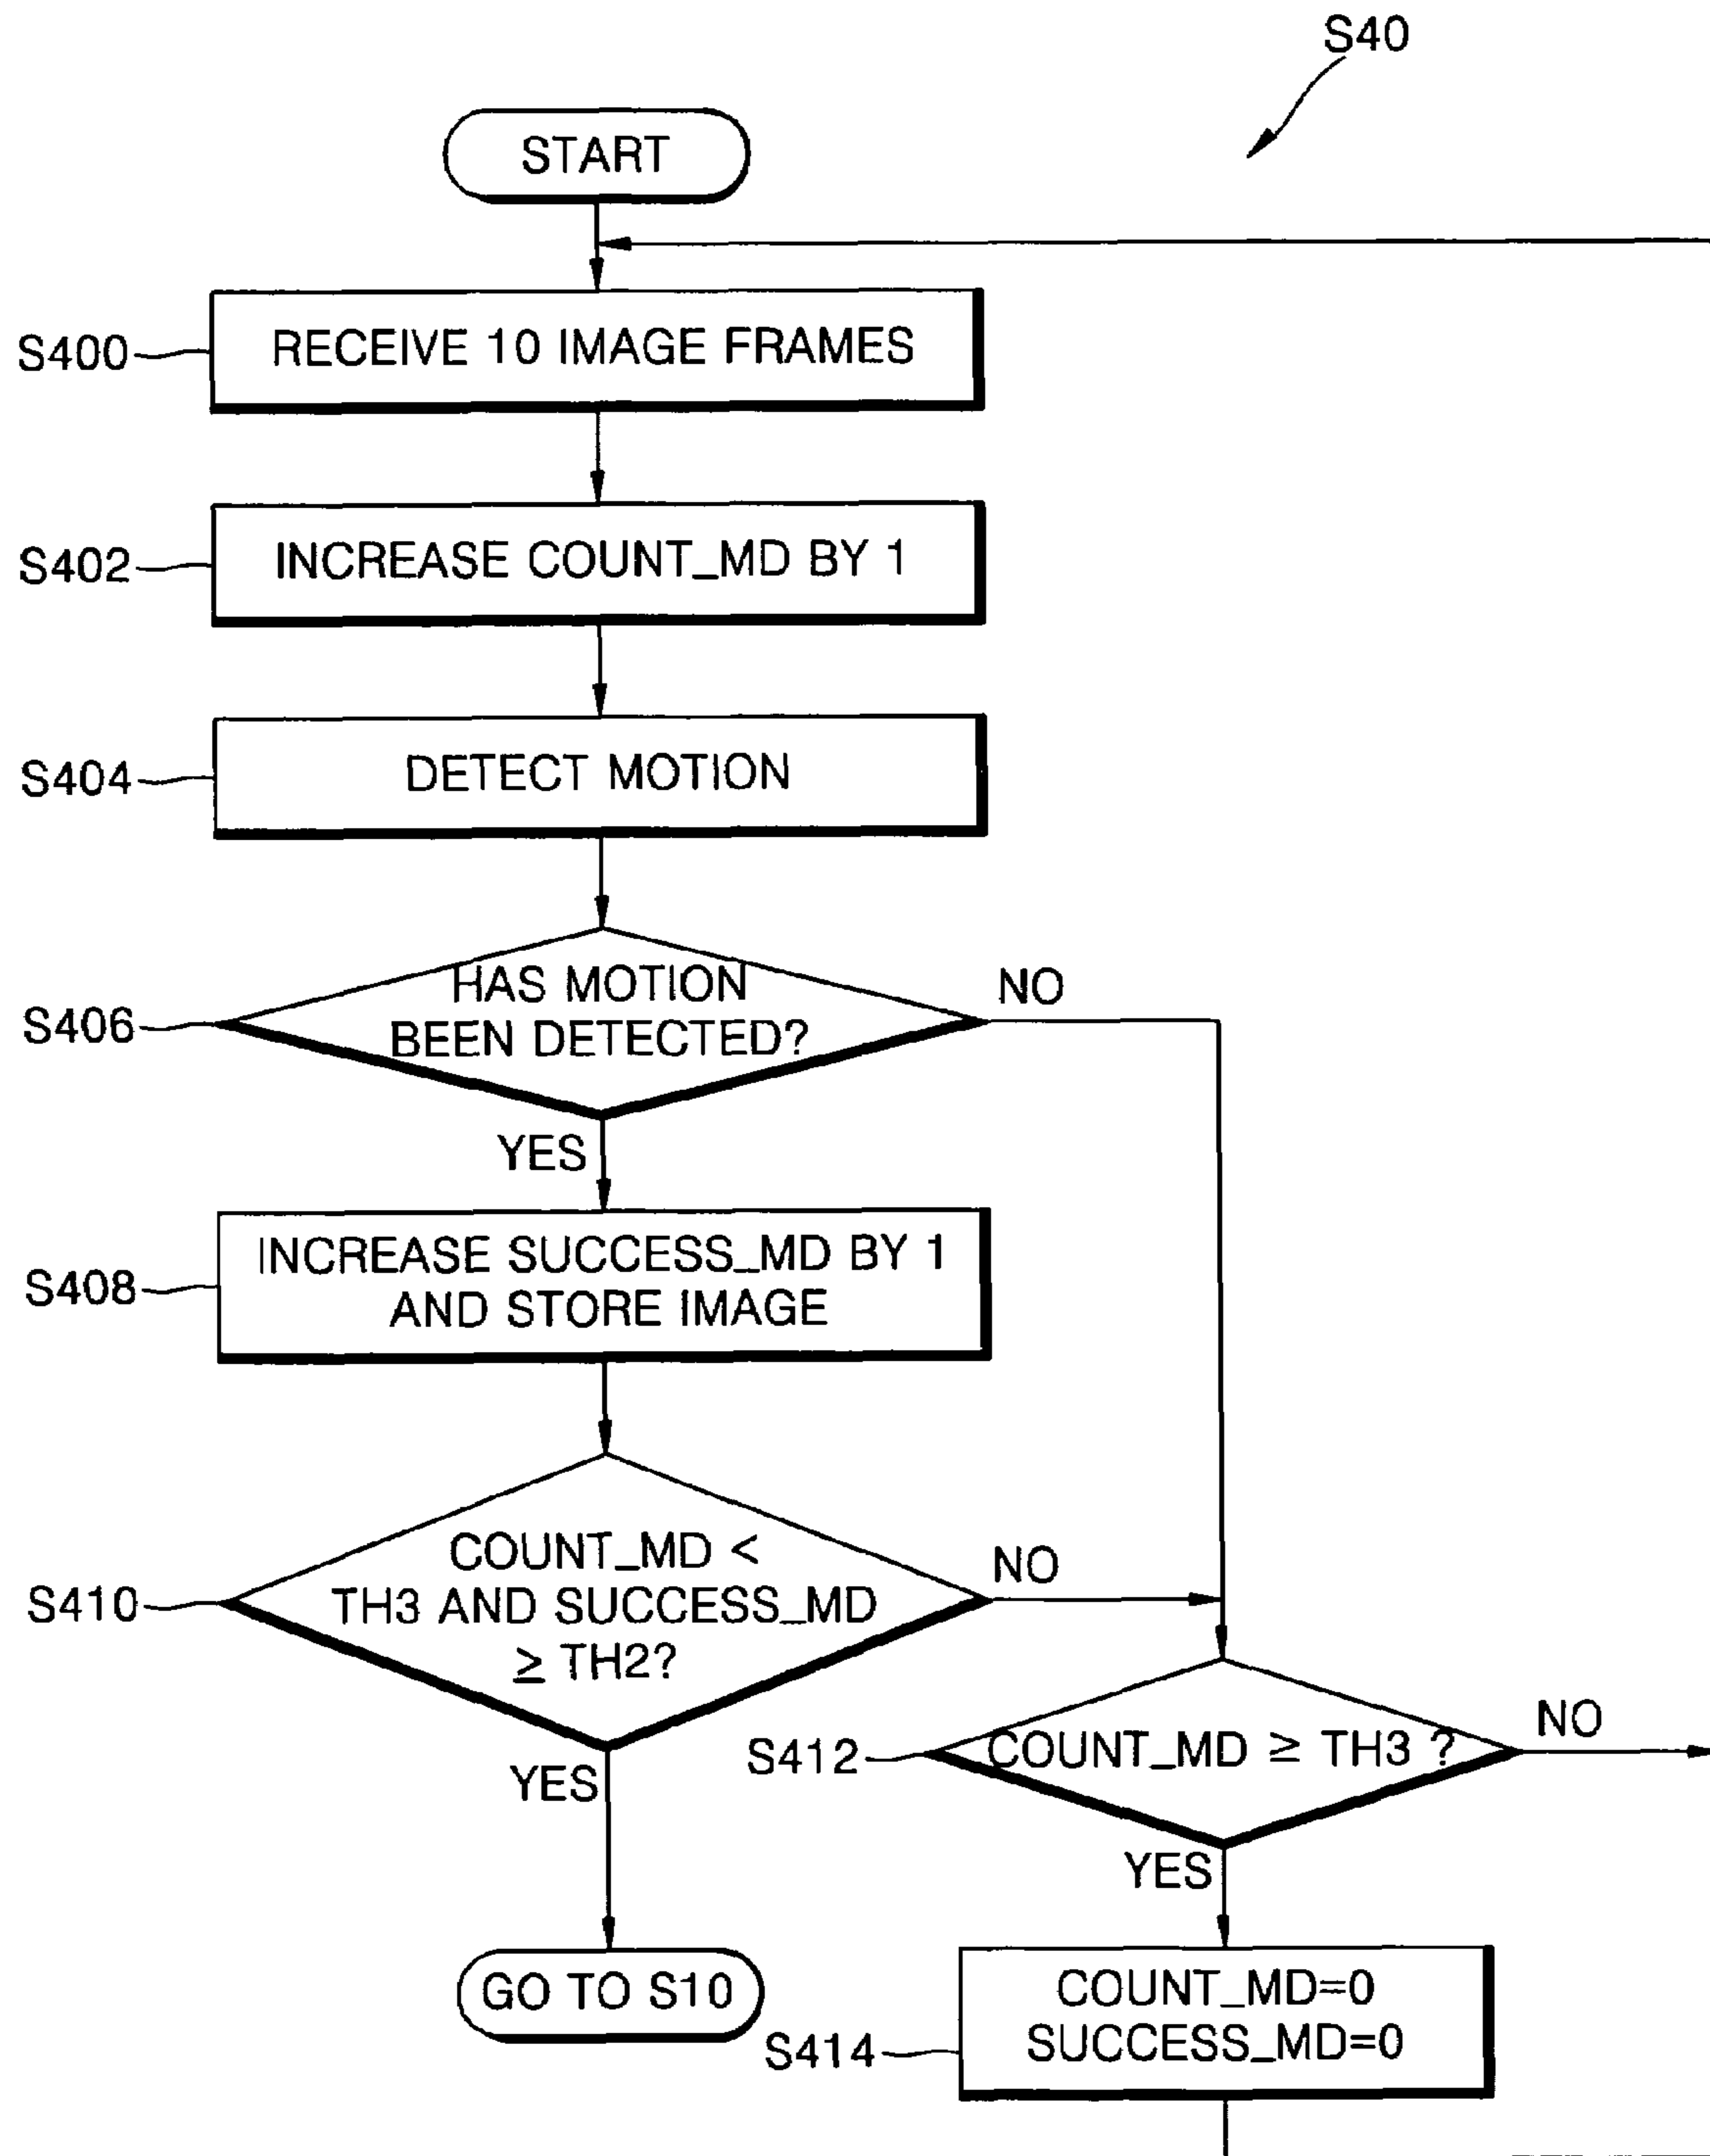 S40
START
S400
RECEIVE 10 IMAGE FRAMES
S402
INCREASE COUNT_MD BY 1
S404
DETECT MOTION
S406
HAS MOTION
BEEN DETECTED?
NO
YES
S408
INCREASE SUCCESS_MD BY 1
AND STORE IMAGE
S410
COUNT_MD <
TH3 AND SUCCESS_MD
≥ TH2?
NO
YES
S412
COUNT_MD ≥ TH3 ?
NO
YES
GO TO S10
S414
COUNT_MD=0
SUCCESS_MD=0